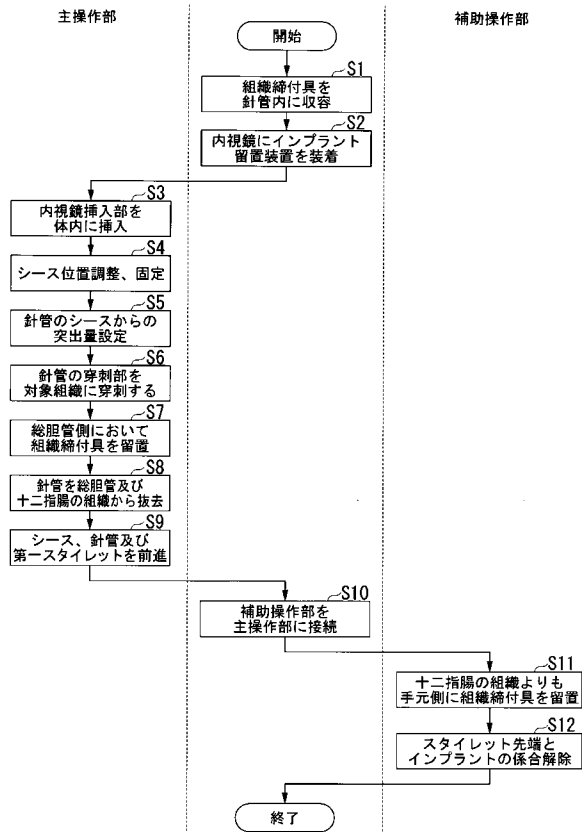 主操作部
補助操作部
開始
S1
組織締付具を
針管内に収容
S2
内視鏡にインプラント
留置装置を装着
S3
内視鏡挿入部を
体内に挿入
S4
シース位置調整、固定
S5
針管のシースからの
突出量設定
S6
針管の穿刺部を
対象組織に穿刺する
S7
総胆管側において
組織締付具を留置
S8
針管を総胆管及び
十二指腸の組織から抜去
S9
シース、針管及び
第一スタイレットを前進
S10
補助操作部を
主操作部に接続
S11
十二指腸の組織よりも
手元側に組織締付具を留置
S12
スタイレット先端と
インプラントの係合解除
終了